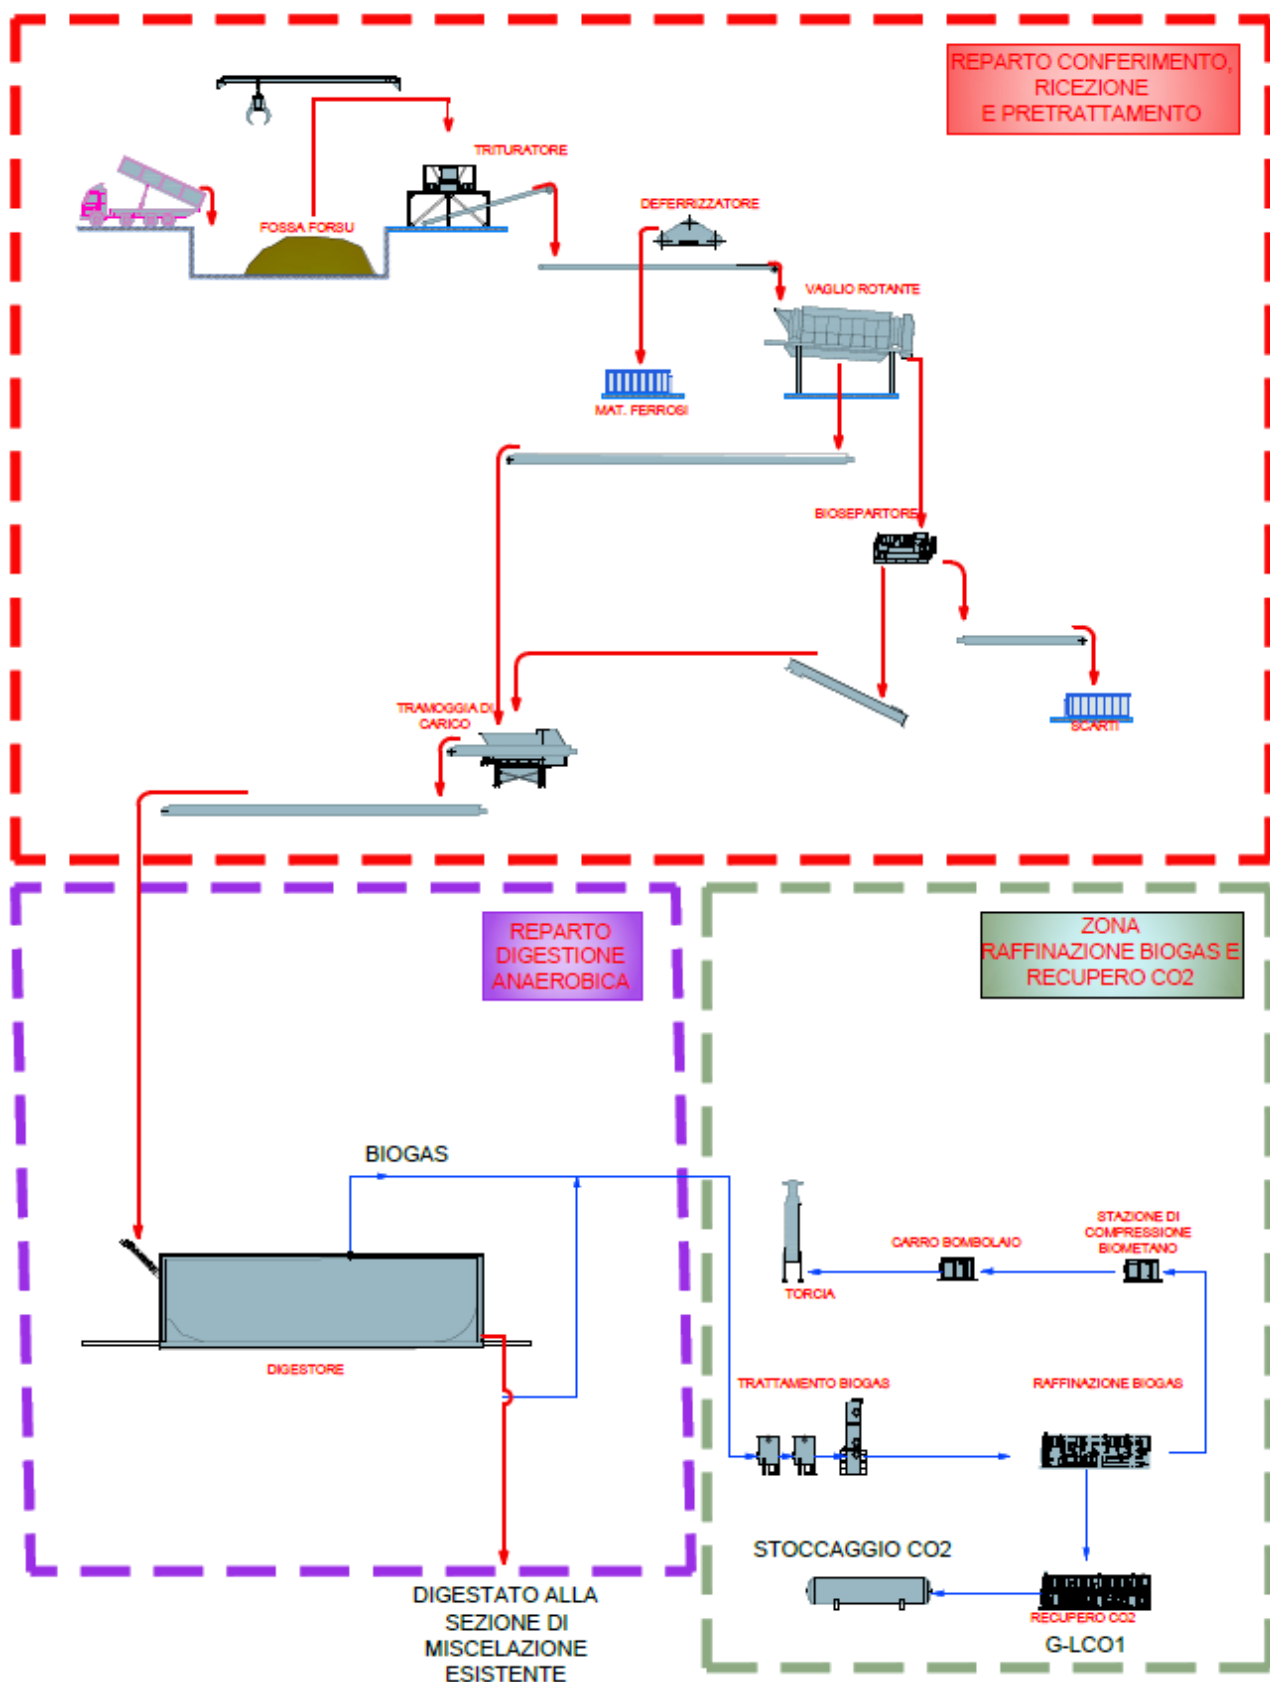 REPARTO CONFERIMENTO,
RICEZIONE
E PRETRATTAMENTO
TRITURATORE
DEFERRIZZATORE
FOSSA FORSU
VAGLIO ROTANTE
MAT. FERROSI
BIOSEPARTORE
TRAMOGGIA DI
CARICO
SCARTI
REPARTO
DIGESTIONE
ANAEROBICA
ZONA
RAFFINAZIONE BIOGAS E
RECUPERO CO2
BIOGAS
STAZIONE DI
COMPRESSIONE
BIOMETANO
CARRO BOMBOLAIO
TORCIA
DIGESTORE
TRATTAMENTO BIOGAS
RAFFINAZIONE BIOGAS
STOCCAGGIO CO2
RECUPERO CO2
G-LCO1
DIGESTATO ALLA
SEZIONE DI
MISCELAZIONE
ESISTENTE